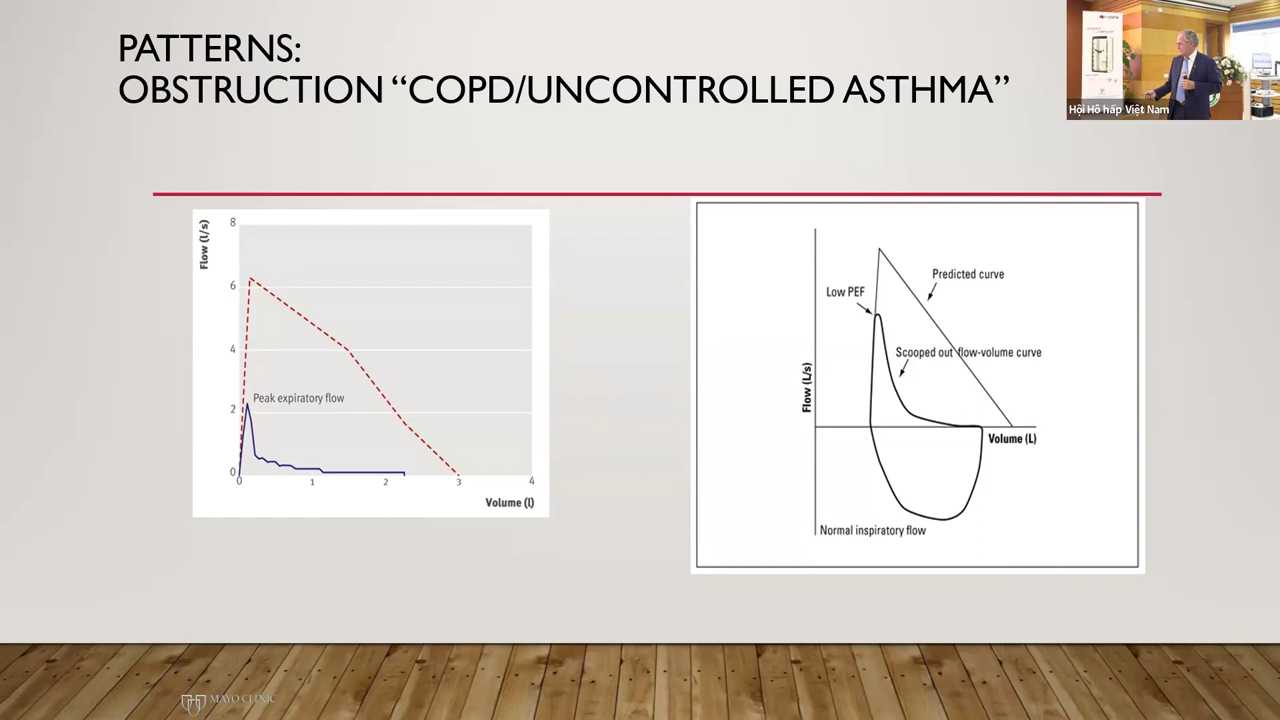 PATTERNS:
OBSTRUCTION “COPD/UNCONTROLLED ASTHMA”
Hội Hô hấp Việt Nam
Flow (l/s)
8
6
4
2
0
Peak expiratory flow
0
1
2
3
4
Volume (l)
Predicted curve
Low PEF
Scooped out flow-volume curve
Flow (L/s)
Volume (L)
Normal inspiratory flow
MAYO CLINIC